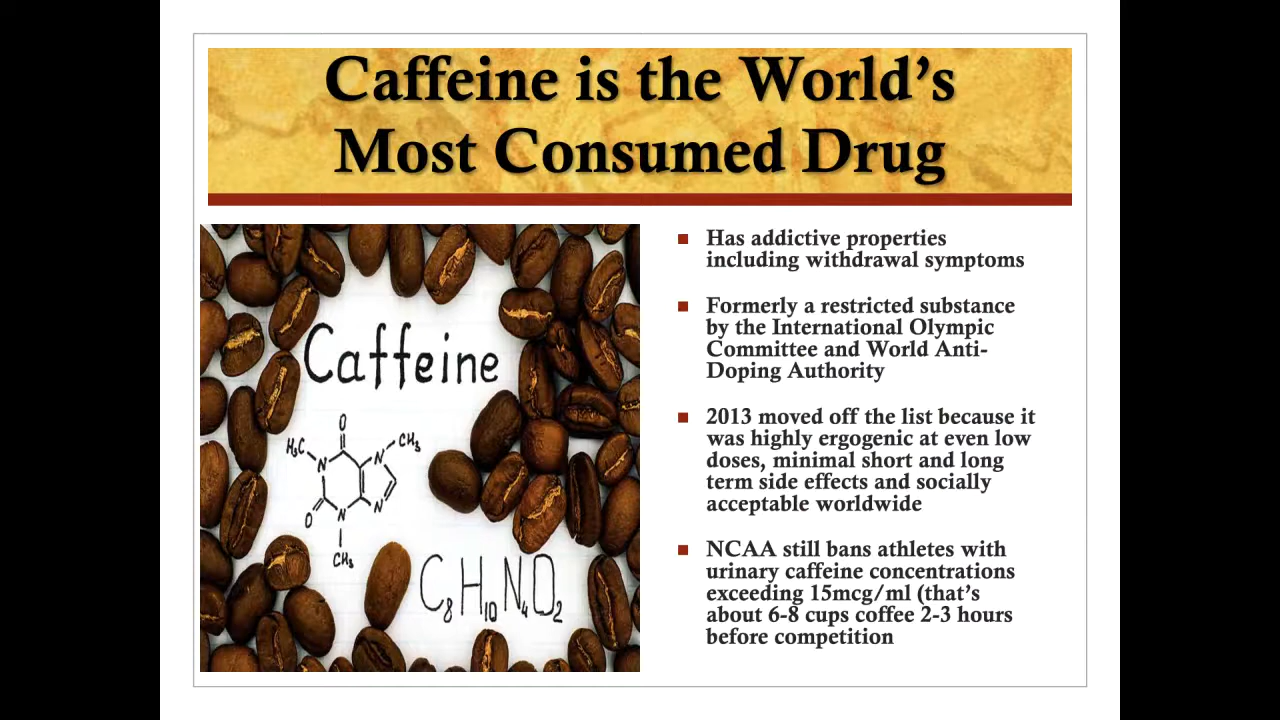 Caffeine is the World’s
Most Consumed Drug
Caffeine
O
H₃C
N
N
CH₃
O
N
N
CH₃
C₈H₁₀N₄O₂
■ Has addictive properties
including withdrawal symptoms
■ Formerly a restricted substance
by the International Olympic
Committee and World Anti-
Doping Authority
■ 2013 moved off the list because it
was highly ergogenic at even low
doses, minimal short and long
term side effects and socially
acceptable worldwide
■ NCAA still bans athletes with
urinary caffeine concentrations
exceeding 15mcg/ml (that’s
about 6-8 cups coffee 2-3 hours
before competition